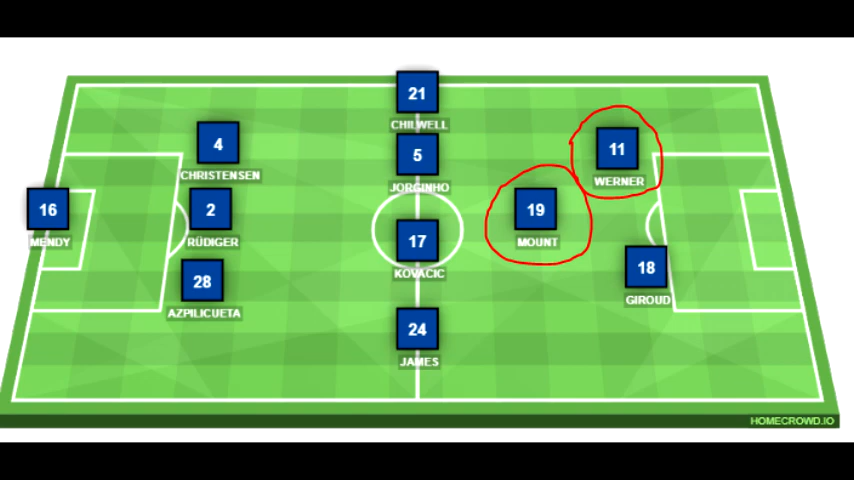 21
CHILWELL
4
CHRISTENSEN
5
JORGINHO
11
WERNER
16
MENDY
2
RÜDIGER
19
MOUNT
17
KOVACIC
18
GIROUD
28
AZPILICUETA
24
JAMES
HOMECROWD.IO